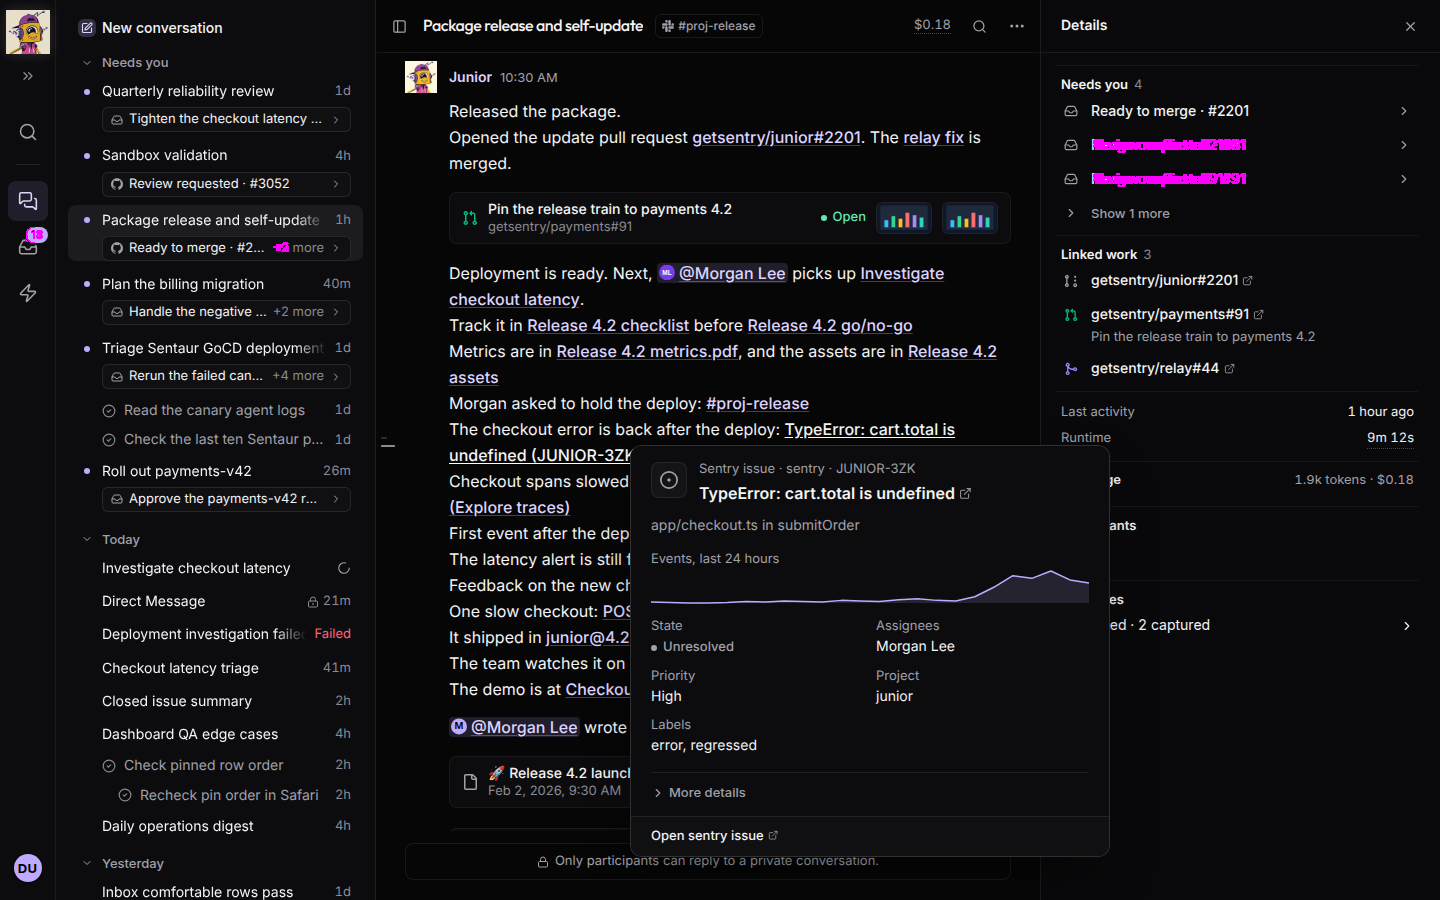 New conversation
Needs you
Quarterly reliability review 1d
Tighten the checkout latency ...
Sandbox validation 4h
Review requested · #3052
Package release and self-update 1h
Ready to merge · #2... more
Plan the billing migration 40m
Handle the negative ... +2 more
Triage Sentaur GoCD deployment 1d
Rerun the failed can... +4 more
Read the canary agent logs 1d
Check the last ten Sentaur p... 1d
Roll out payments-v42 26m
Approve the payments-v42 r...
Today
Investigate checkout latency
Direct Message 21m
Deployment investigation failed Failed
Checkout latency triage 41m
Closed issue summary 2h
Dashboard QA edge cases 4h
Check pinned row order 2h
Recheck pin order in Safari 2h
Daily operations digest 4h
Yesterday
Inbox comfortable rows pass 1d
DU
Package release and self-update #proj-release $0.18
Junior 10:30 AM
Released the package.
Opened the update pull request getsentry/junior#2201. The relay fix is
merged.
Pin the release train to payments 4.2
getsentry/payments#91
Open
Deployment is ready. Next, ML @Morgan Lee picks up Investigate
checkout latency.
Track it in Release 4.2 checklist before Release 4.2 go/no-go
Metrics are in Release 4.2 metrics.pdf, and the assets are in Release 4.2
assets
Morgan asked to hold the deploy: #proj-release
The checkout error is back after the deploy: TypeError: cart.total is
undefined (JUNIOR-3ZK
Checkout spans slowed
(Explore traces)
First event after the dep
The latency alert is still f
Feedback on the new ch
One slow checkout: POS
It shipped in junior@4.2
The team watches it on
The demo is at Checkou
M @Morgan Lee wrote
🚀 Release 4.2 launch
Feb 2, 2026, 9:30 AM
Only participants can reply to a private conversation.
Sentry issue · sentry · JUNIOR-3ZK
TypeError: cart.total is undefined
app/checkout.ts in submitOrder
Events, last 24 hours
State Assignees
Unresolved Morgan Lee
Priority Project
High junior
Labels
error, regressed
More details
Open sentry issue
Details
Needs you 4
Ready to merge · #2201
Show 1 more
Linked work 3
getsentry/junior#2201
getsentry/payments#91
Pin the release train to payments 4.2
getsentry/relay#44
Last activity 1 hour ago
Runtime 9m 12s
ge 1.9k tokens · $0.18
ants
es
ed · 2 captured